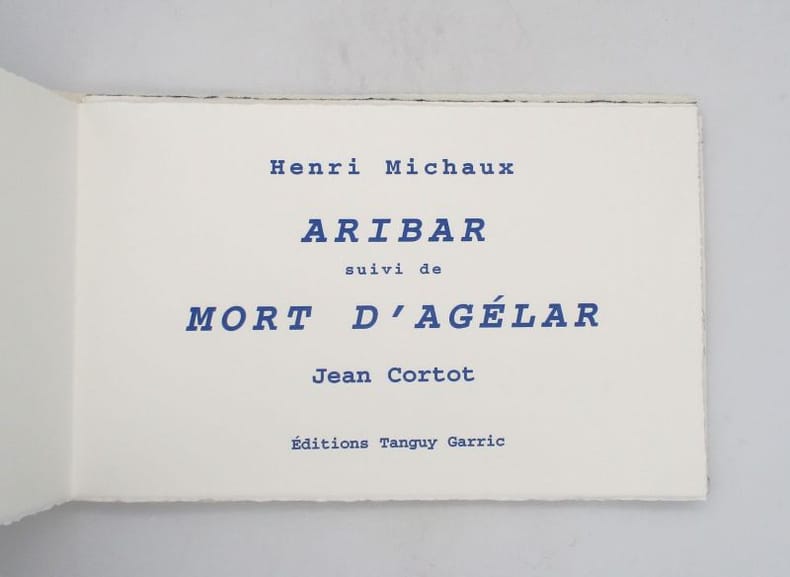 Henri Michaux
ARIBAR
suivi de
MORT D'AGÉLAR
Jean Cortot
Éditions Tanguy Garric